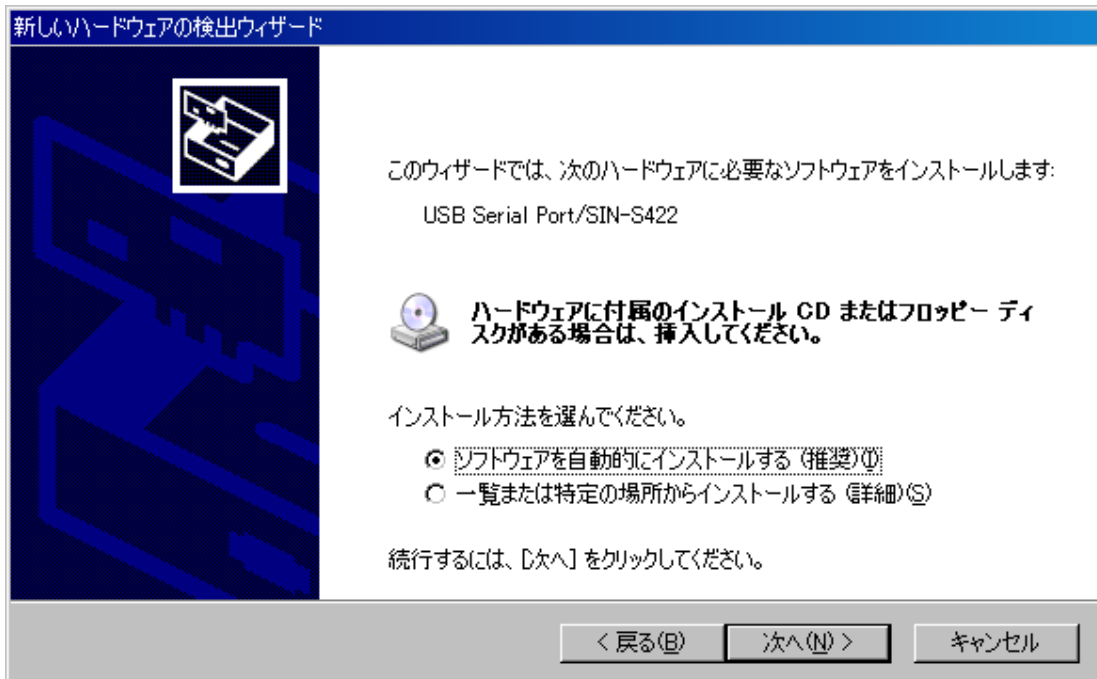 新しいハードウェアの検出ウィザード
このウィザードでは、次のハードウェアに必要なソフトウェアをインストールします:
USB Serial Port/SIN-S422
ハードウェアに付属のインストール CD またはフロッピー ディ
スクがある場合は、挿入してください。
インストール方法を選んでください。
ソフトウェアを自動的にインストールする (推奨)(I)
一覧または特定の場所からインストールする (詳細)(S)
続行するには、[次へ] をクリックしてください。
< 戻る(B)
次へ(N) >
キャンセル